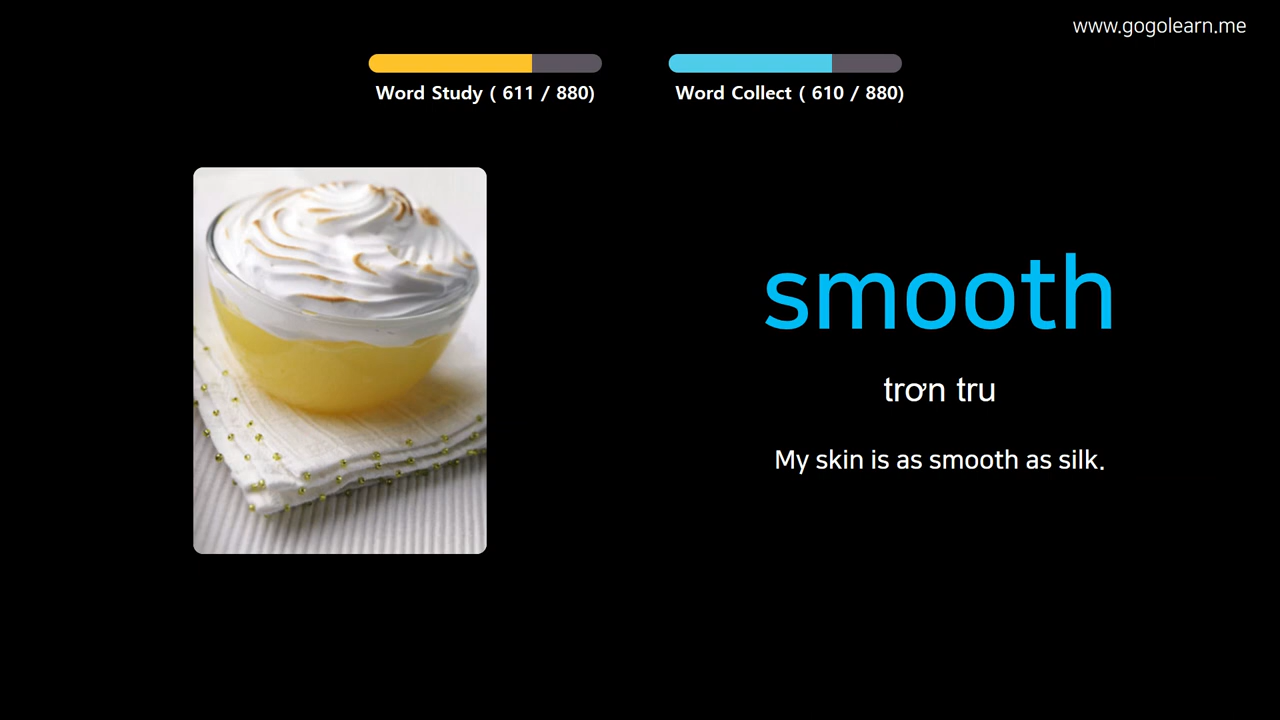 www.gogolearn.me
Word Study ( 611 / 880)
Word Collect ( 610 / 880)
smooth
trơn tru
My skin is as smooth as silk.